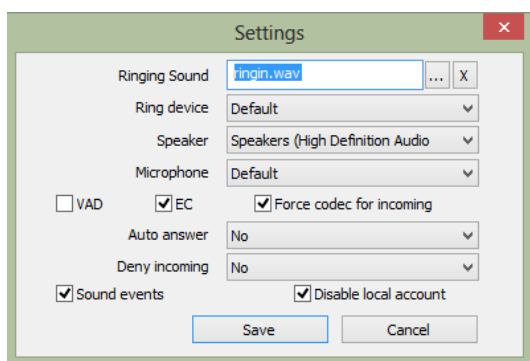 Settings
Ringing Sound ringin.wav ... X
Ring device Default
Speaker Speakers (High Definition Audio
Microphone Default
VAD EC Force codec for incoming
Auto answer No
Deny incoming No
Sound events Disable local account
Save Cancel